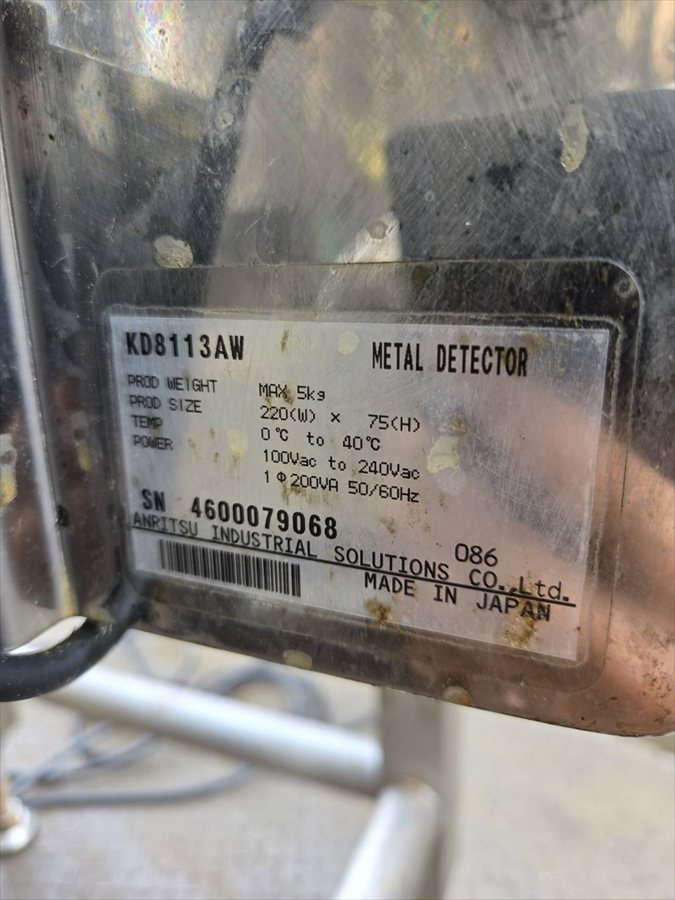 KD8113AW METAL DETECTOR
PROD WEIGHT MAX 5kg
PROD SIZE 220(W) × 75(H)
TEMP 0℃ to 40℃
POWER 100Vac to 240Vac
1Φ200VA 50/60Hz
SN 4600079068 086
ANRITSU INDUSTRIAL SOLUTIONS CO.,Ltd.
MADE IN JAPAN